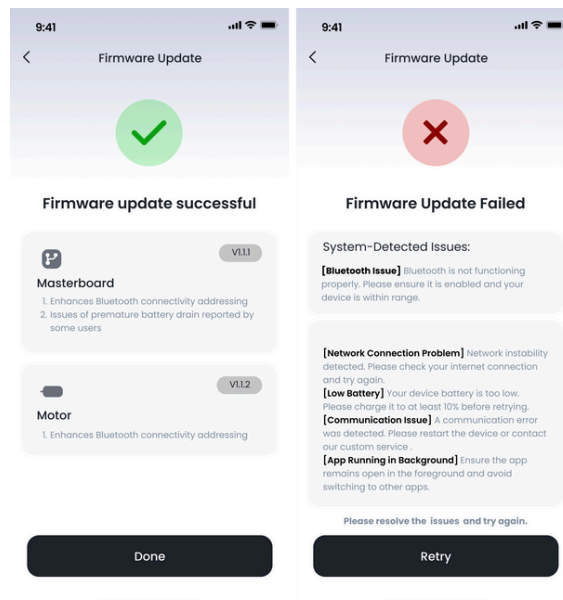 9:41
Firmware Update
Firmware update successful
V1.1.1
Masterboard
1. Enhances Bluetooth connectivity addressing
2. Issues of premature battery drain reported by
some users
V1.1.2
Motor
1. Enhances Bluetooth connectivity addressing
Done
9:41
Firmware Update
Firmware Update Failed
System-Detected Issues:
[Bluetooth Issue] Bluetooth is not functioning
properly. Please ensure it is enabled and your
device is within range.
[Network Connection Problem] Network instability
detected. Please check your internet connection
and try again.
[Low Battery] Your device battery is too low.
Please charge it to at least 10% before retrying.
[Communication Issue] A communication error
was detected. Please restart the device or contact
our custom service .
[App Running in Background] Ensure the app
remains open in the foreground and avoid
switching to other apps.
Please resolve the issues and try again.
Retry